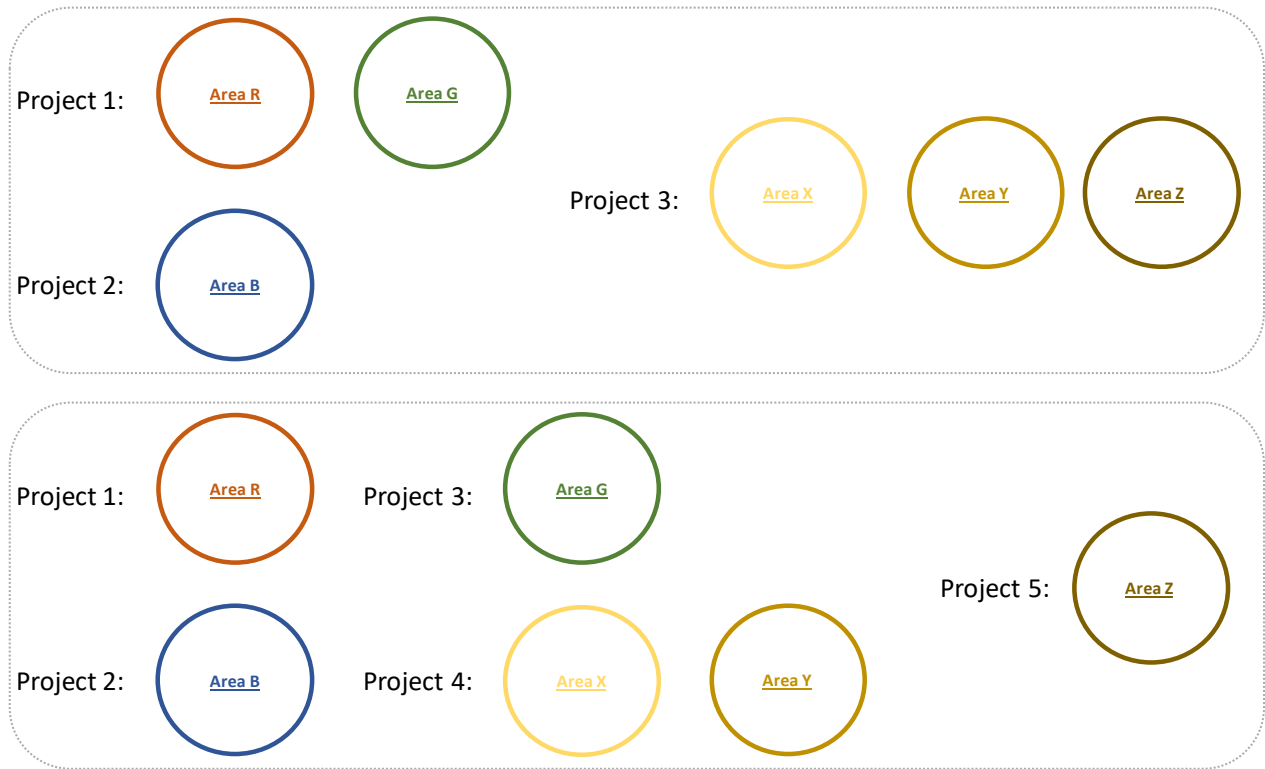 Project 1:
Area R
Area G
Project 2:
Area B
Project 3:
Area X
Area Y
Area Z
Project 1:
Area R
Project 3:
Area G
Project 2:
Area B
Project 4:
Area X
Area Y
Project 5:
Area Z